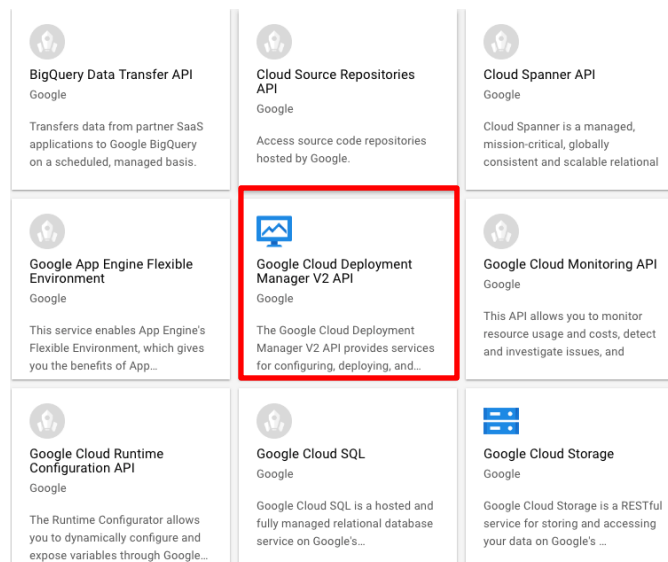 BigQuery Data Transfer API
Google
Transfers data from partner SaaS
applications to Google BigQuery
on a scheduled, managed basis.
Cloud Source Repositories
API
Google
Access source code repositories
hosted by Google.
Cloud Spanner API
Google
Cloud Spanner is a managed,
mission-critical, globally
consistent and scalable relational
Google App Engine Flexible
Environment
Google
This service enables App Engine's
Flexible Environment, which gives
you the benefits of App...
Google Cloud Deployment
Manager V2 API
Google
The Google Cloud Deployment
Manager V2 API provides services
for configuring, deploying, and...
Google Cloud Monitoring API
Google
This API allows you to monitor
resource usage and costs, detect
and investigate issues, and
Google Cloud Runtime
Configuration API
Google
The Runtime Configurator allows
you to dynamically configure and
expose variables through Google...
Google Cloud SQL
Google
Google Cloud SQL is a hosted and
fully managed relational database
service on Google's...
Google Cloud Storage
Google
Google Cloud Storage is a RESTful
service for storing and accessing
your data on Google's ...